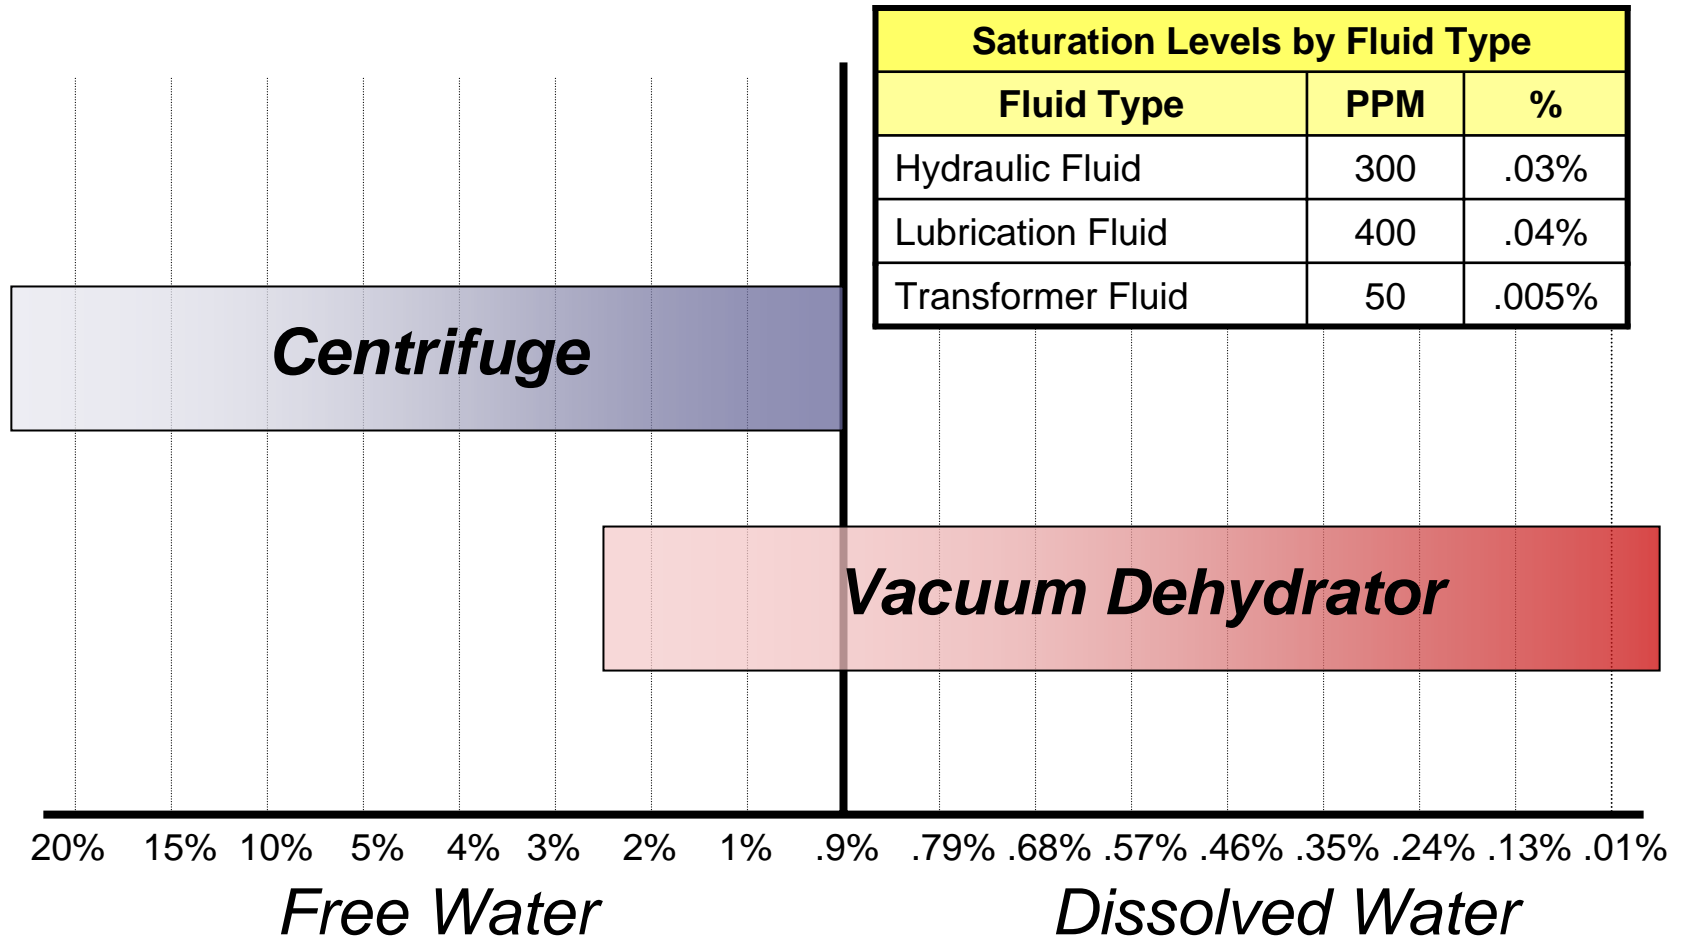 Saturation Levels by Fluid Type
Fluid Type PPM %
Hydraulic Fluid 300 .03%
Lubrication Fluid 400 .04%
Transformer Fluid 50 .005%
Centrifuge
Vacuum Dehydrator
20% 15% 10% 5% 4% 3% 2% 1% .9% .79% .68% .57% .46% .35% .24% .13% .01%
Free Water Dissolved Water